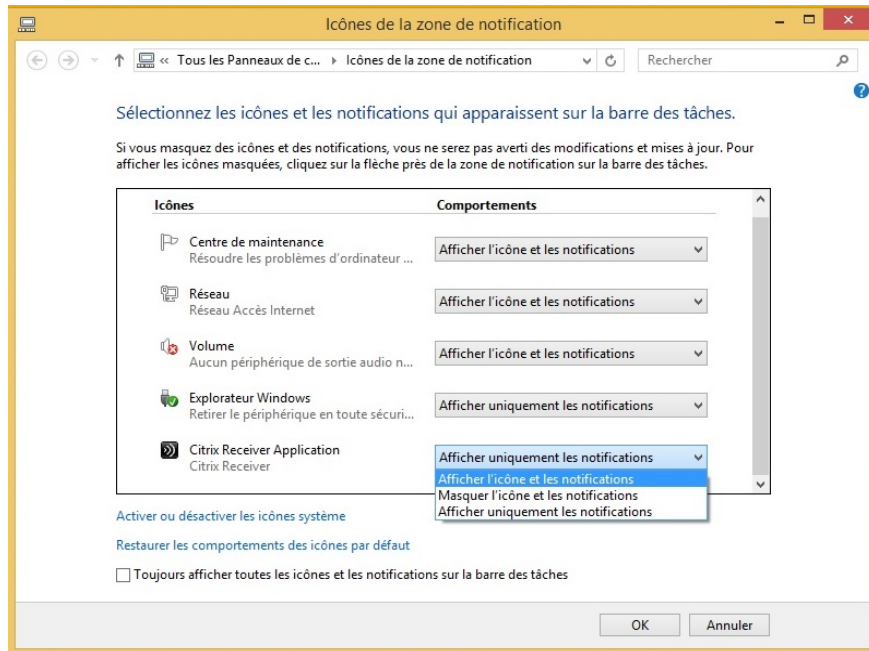 Icônes de la zone de notification
« Tous les Panneaux de c... Icônes de la zone de notification Rechercher
Sélectionnez les icônes et les notifications qui apparaissent sur la barre des tâches.
Si vous masquez des icônes et des notifications, vous ne serez pas averti des modifications et mises à jour. Pour
afficher les icônes masquées, cliquez sur la flèche près de la zone de notification sur la barre des tâches.
Icônes Comportements
Centre de maintenance
Résoudre les problèmes d'ordinateur ...
Afficher l'icône et les notifications
Réseau
Réseau Accès Internet
Afficher l'icône et les notifications
Volume
Aucun périphérique de sortie audio n...
Afficher l'icône et les notifications
Explorateur Windows
Retirer le périphérique en toute sécuri...
Afficher uniquement les notifications
Citrix Receiver Application
Citrix Receiver
Afficher uniquement les notifications
Afficher l'icône et les notifications
Masquer l'icône et les notifications
Afficher uniquement les notifications
Activer ou désactiver les icônes système
Restaurer les comportements des icônes par défaut
Toujours afficher toutes les icônes et les notifications sur la barre des tâches
OK Annuler